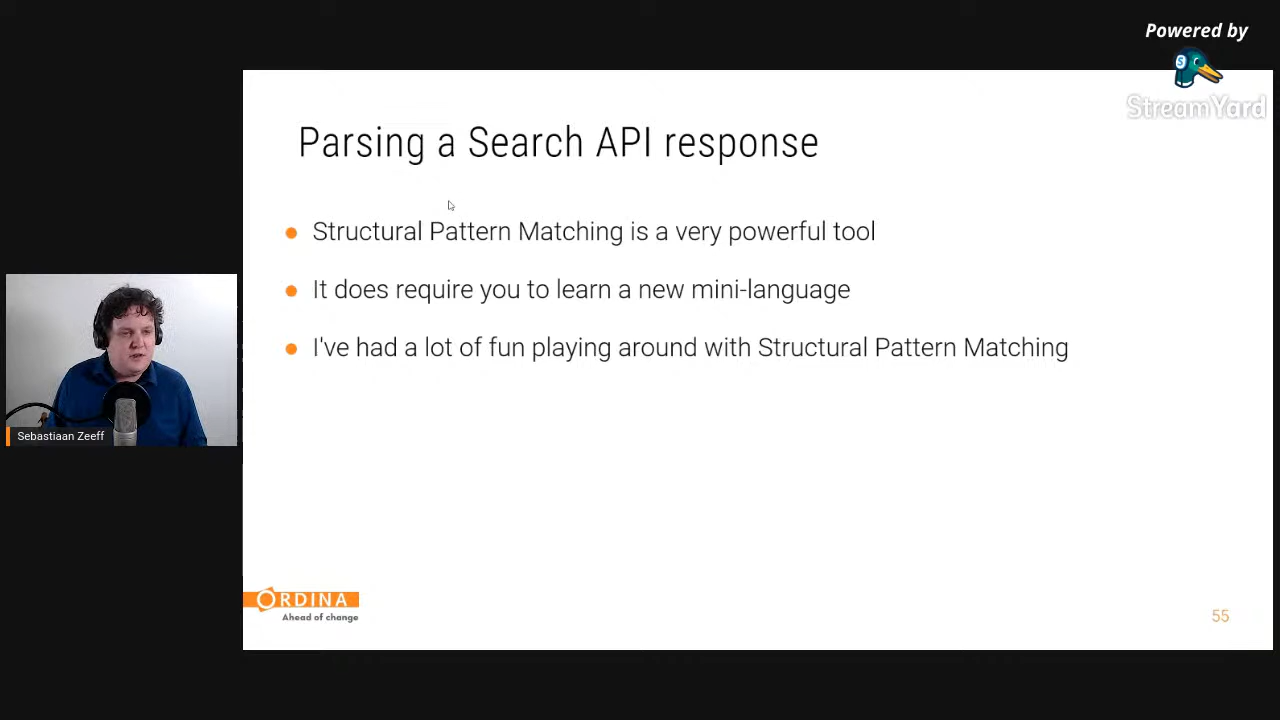 Powered by
StreamYard
Parsing a Search API response
Structural Pattern Matching is a very powerful tool
It does require you to learn a new mini-language
I've had a lot of fun playing around with Structural Pattern Matching
Sebastiaan Zeeff
ORDINA
Ahead of change
55